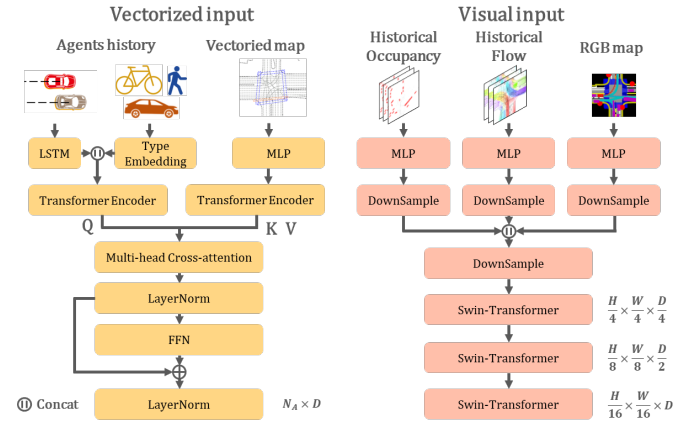 Vectorized input
Agents history
Vectoried map
LSTM
Type
Embedding
MLP
Transformer Encoder
Transformer Encoder
Q
K V
Multi-head Cross-attention
LayerNorm
FFN
LayerNorm
Concat
N_A × D
Visual input
Historical
Occupancy
Historical
Flow
RGB map
MLP
MLP
MLP
DownSample
DownSample
DownSample
DownSample
Swin-Transformer
H/4 × W/4 × D/4
Swin-Transformer
H/8 × W/8 × D/2
Swin-Transformer
H/16 × W/16 × D